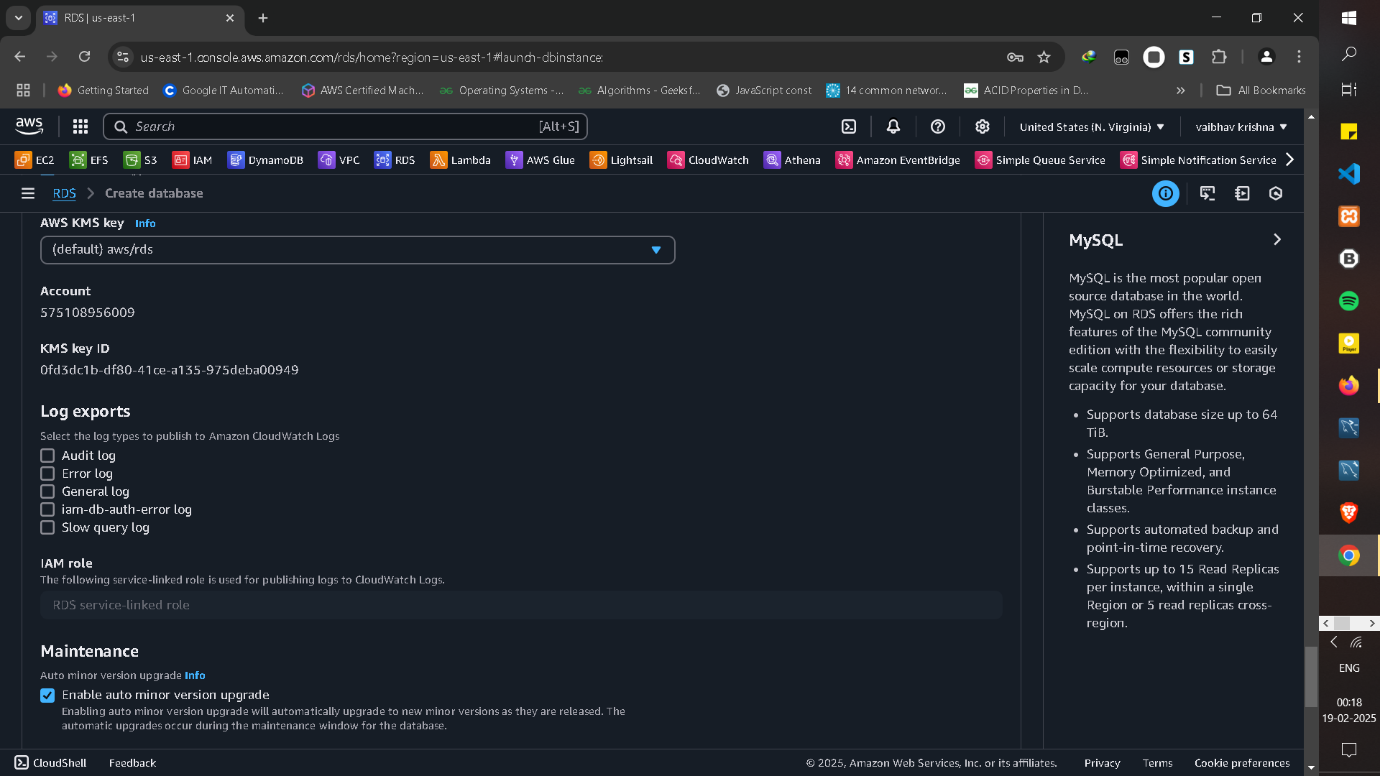 RDS | us-east-1
us-east-1.console.aws.amazon.com/rds/home?region=us-east-1#launch-dbinstance:
Getting Started
Google IT Automati...
AWS Certified Mach...
Operating Systems -...
Algorithms - Geeksf...
JavaScript const
14 common networ...
ACID Properties in D...
»
All Bookmarks
aws
Search
[Alt+S]
United States (N. Virginia)
vaibhav krishna
EC2
EFS
S3
IAM
DynamoDB
VPC
RDS
Lambda
AWS Glue
Lightsail
CloudWatch
Athena
Amazon EventBridge
Simple Queue Service
Simple Notification Service
RDS
Create database
AWS KMS key Info
(default) aws/rds
Account
575108956009
KMS key ID
0fd3dc1b-df80-41ce-a135-975deba00949
Log exports
Select the log types to publish to Amazon CloudWatch Logs
Audit log
Error log
General log
iam-db-auth-error log
Slow query log
IAM role
The following service-linked role is used for publishing logs to CloudWatch Logs.
RDS service-linked role
Maintenance
Auto minor version upgrade Info
Enable auto minor version upgrade
Enabling auto minor version upgrade will automatically upgrade to new minor versions as they are released. The
automatic upgrades occur during the maintenance window for the database.
MySQL
MySQL is the most popular open
source database in the world.
MySQL on RDS offers the rich
features of the MySQL community
edition with the flexibility to easily
scale compute resources or storage
capacity for your database.
• Supports database size up to 64
TiB.
• Supports General Purpose,
Memory Optimized, and
Burstable Performance instance
classes.
• Supports automated backup and
point-in-time recovery.
• Supports up to 15 Read Replicas
per instance, within a single
Region or 5 read replicas cross-
region.
CloudShell
Feedback
© 2025, Amazon Web Services, Inc. or its affiliates.
Privacy
Terms
Cookie preferences
ENG
00:18
19-02-2025